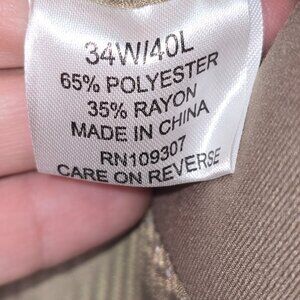 34W/40L
65% POLYESTER
35% RAYON
MADE IN CHINA
RN109307
CARE ON REVERSE